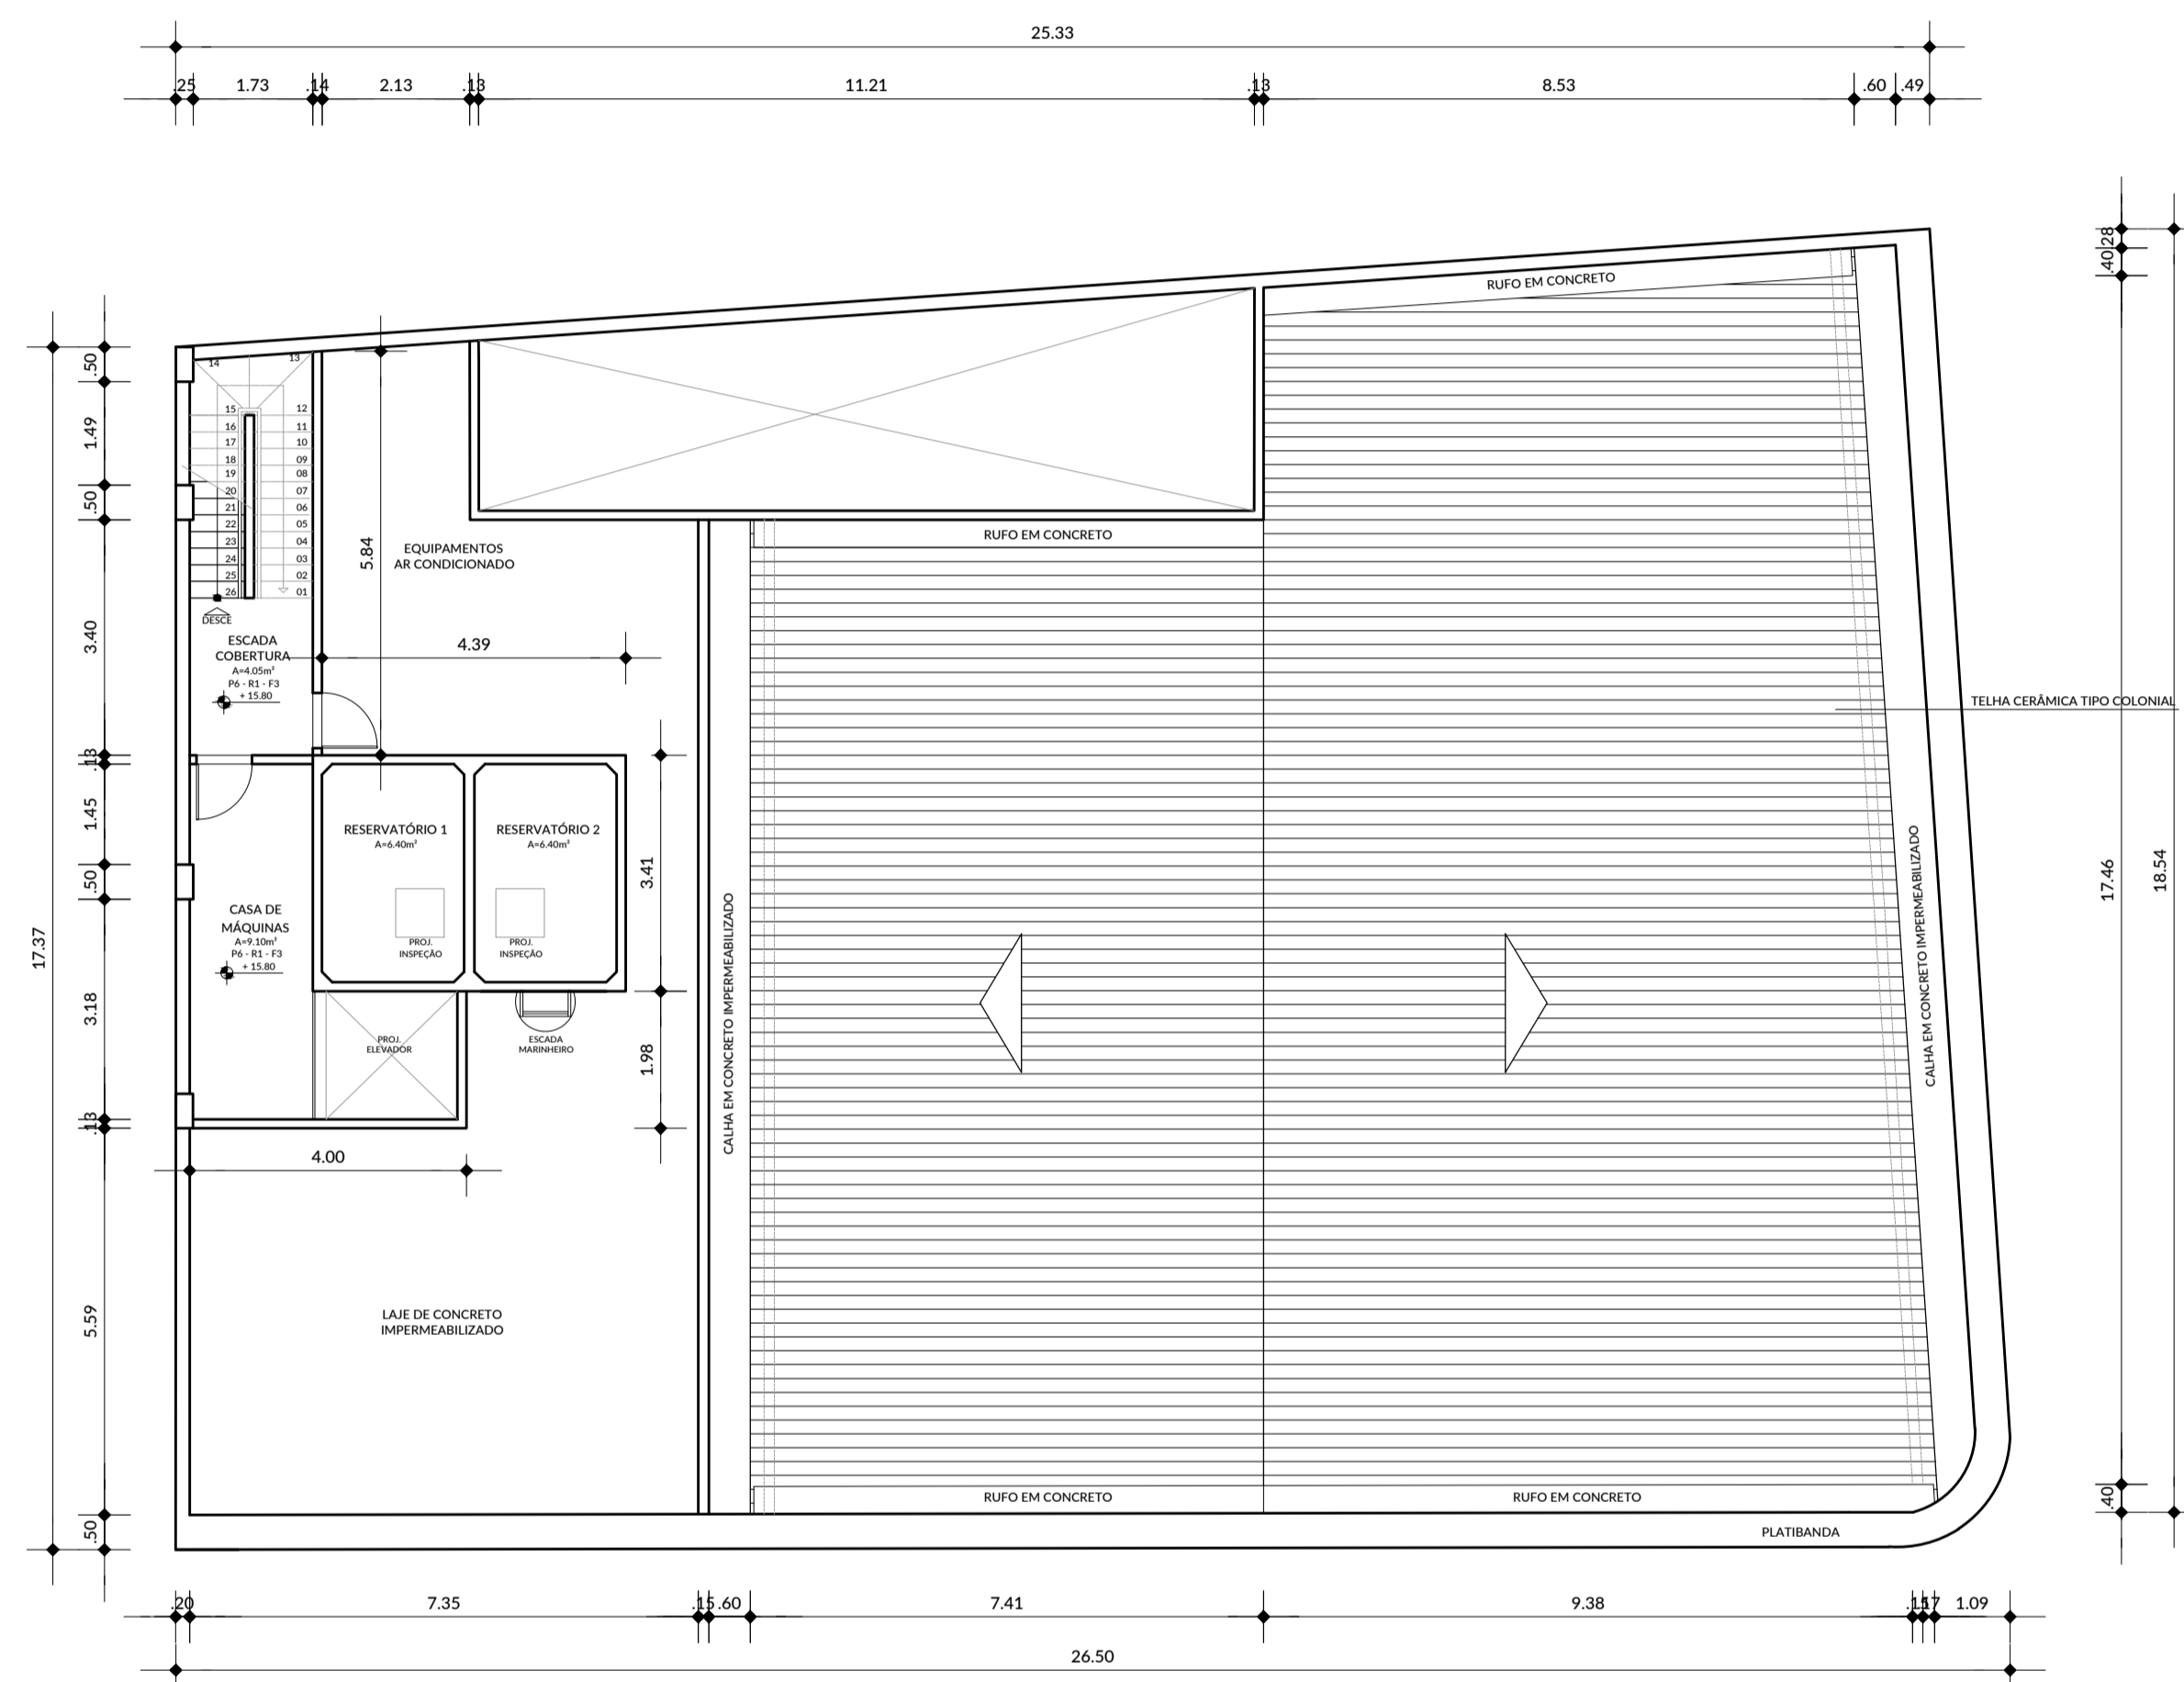 25.33
.25
1.73
.14
2.13
.13
11.21
.13
8.53
.60
.49
.28
.40
17.46
18.54
.40
RUFO EM CONCRETO
.50
1.49
.50
3.40
.13
1.45
.50
3.18
.13
5.59
.50
17.37
14
13
15
12
16
11
17
10
18
09
19
08
20
07
21
06
22
05
23
04
24
03
25
02
26
01
DESCE
ESCADA
COBERTURA
A=4.05m²
P6 - R1 - F3
+ 15.80
5.84
EQUIPAMENTOS
AR CONDICIONADO
4.39
RUFO EM CONCRETO
TELHA CERÂMICA TIPO COLONIAL
RESERVATÓRIO 1
A=6.40m²
RESERVATÓRIO 2
A=6.40m²
3.41
CASA DE
MÁQUINAS
A=9.10m²
P6 - R1 - F3
+ 15.80
PROJ.
INSPEÇÃO
PROJ.
INSPEÇÃO
PROJ.
ELEVADOR
ESCADA
MARINHEIRO
1.98
CALHA EM CONCRETO IMPERMEABILIZADO
CALHA EM CONCRETO IMPERMEABILIZADO
4.00
LAJE DE CONCRETO
IMPERMEABILIZADO
RUFO EM CONCRETO
RUFO EM CONCRETO
PLATIBANDA
.20
7.35
.15
.60
7.41
9.38
.15
.17
1.09
26.50